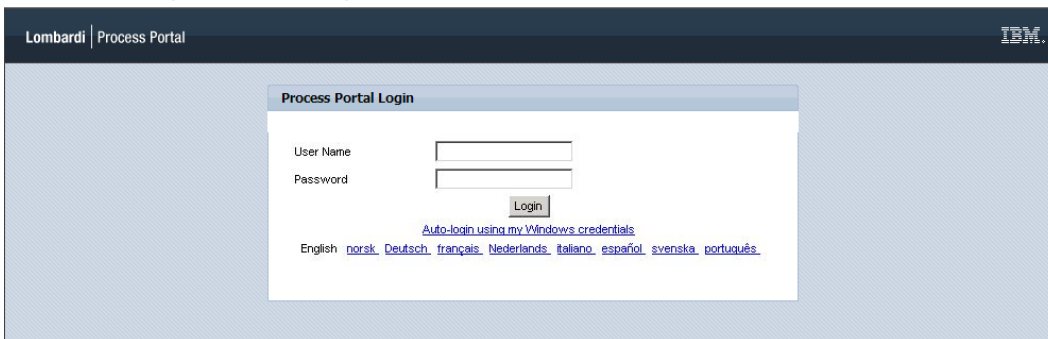 Lombardi | Process Portal
IBM.
Process Portal Login
User Name
Password
Login
Auto-login using my Windows credentials
English norsk Deutsch français Nederlands italiano español svenska português